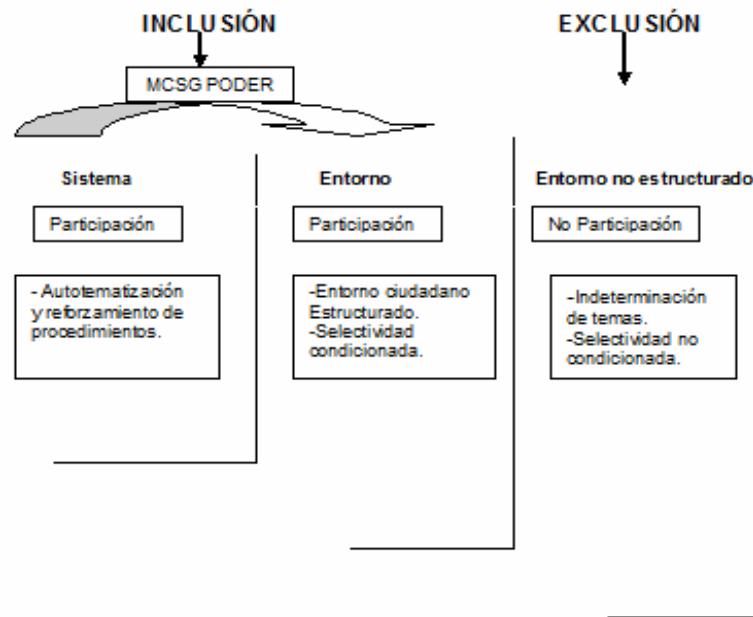 INCLUSIÓN
EXCLUSIÓN
MCSG PODER
Sistema
Entorno
Entorno no estructurado
Participación
Participación
No Participación
- Autotematización
y reforzamiento de
procedimientos.
-Entorno ciudadano
Estructurado.
-Selectividad
condicionada.
-Indeterminación
de temas.
-Selectividad no
condicionada.